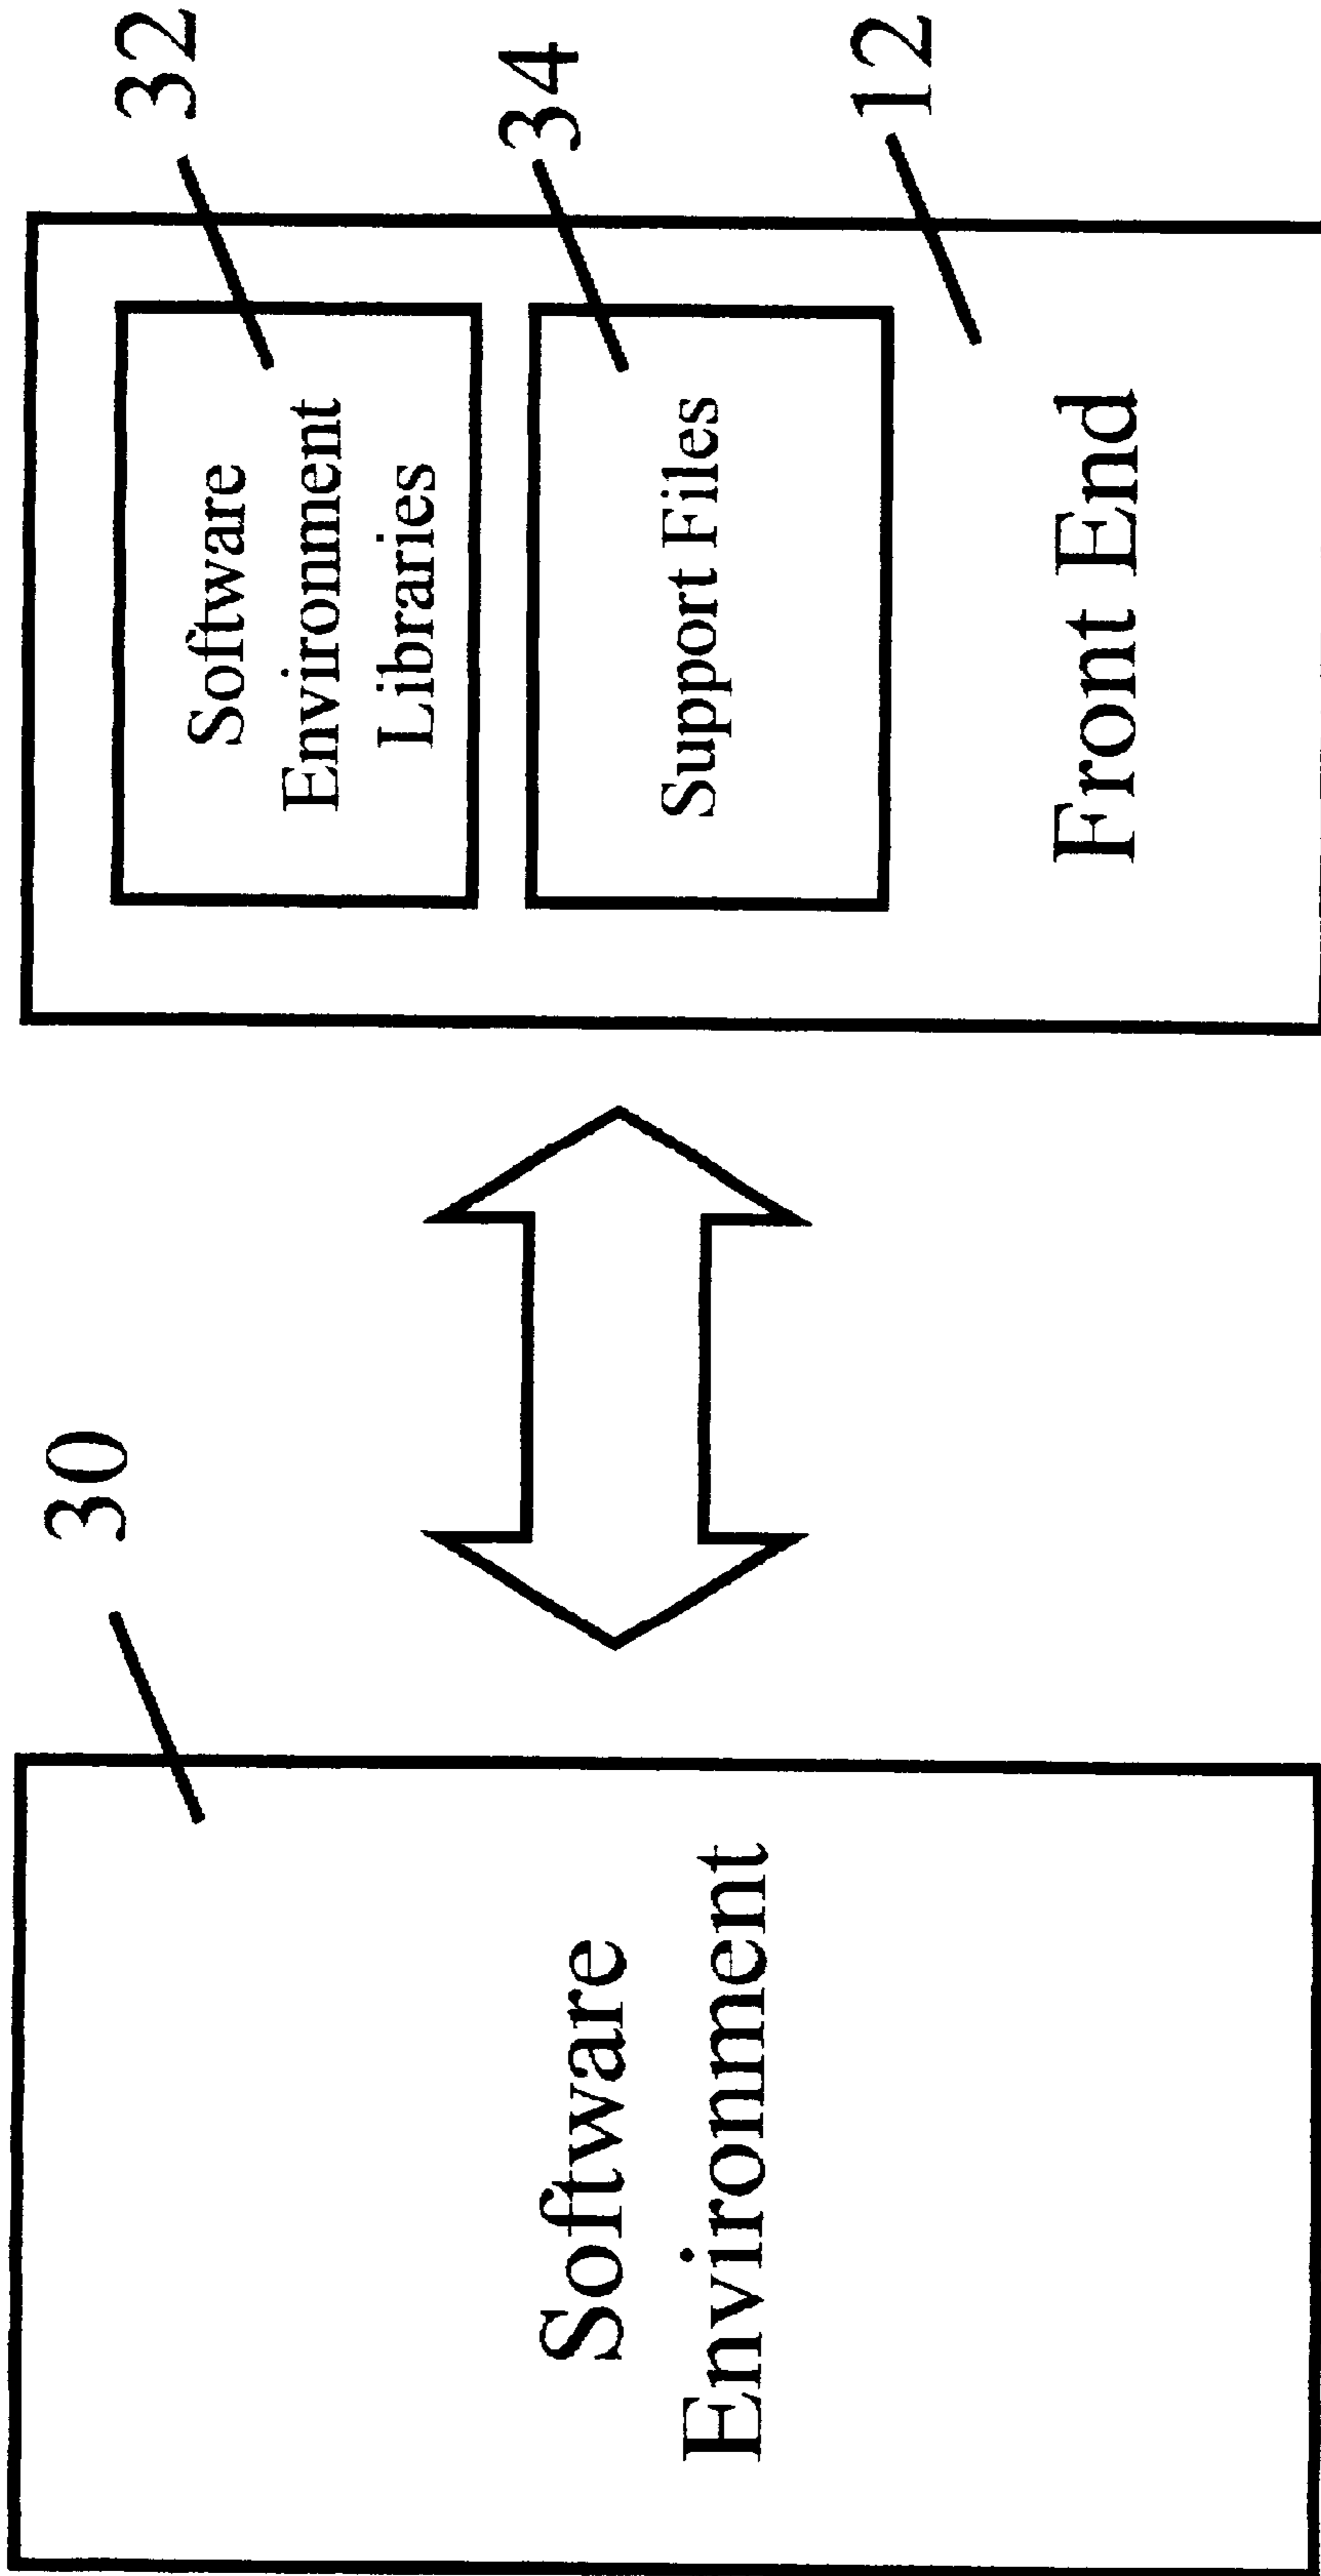 30
Software
Environment
32
Software
Environment
Libraries
34
Support Files
12
Front End